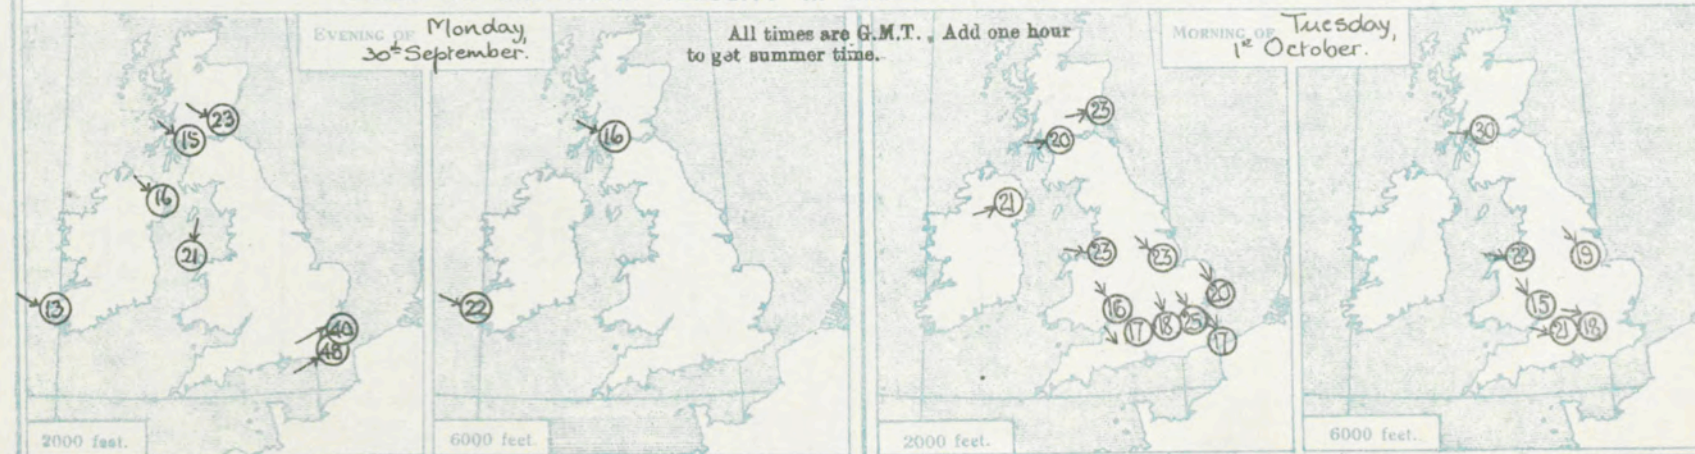 EVENING OF Monday,
30th September.
All times are G.M.T. Add one hour
to get summer time.
MORNING OF Tuesday,
1st October.
23
15
16
21
13
40
48
2000 feet.
16
22
6000 feet.
23
20
21
23
23
20
16
17
18
25
17
2000 feet.
30
22
19
15
21
18
6000 feet.